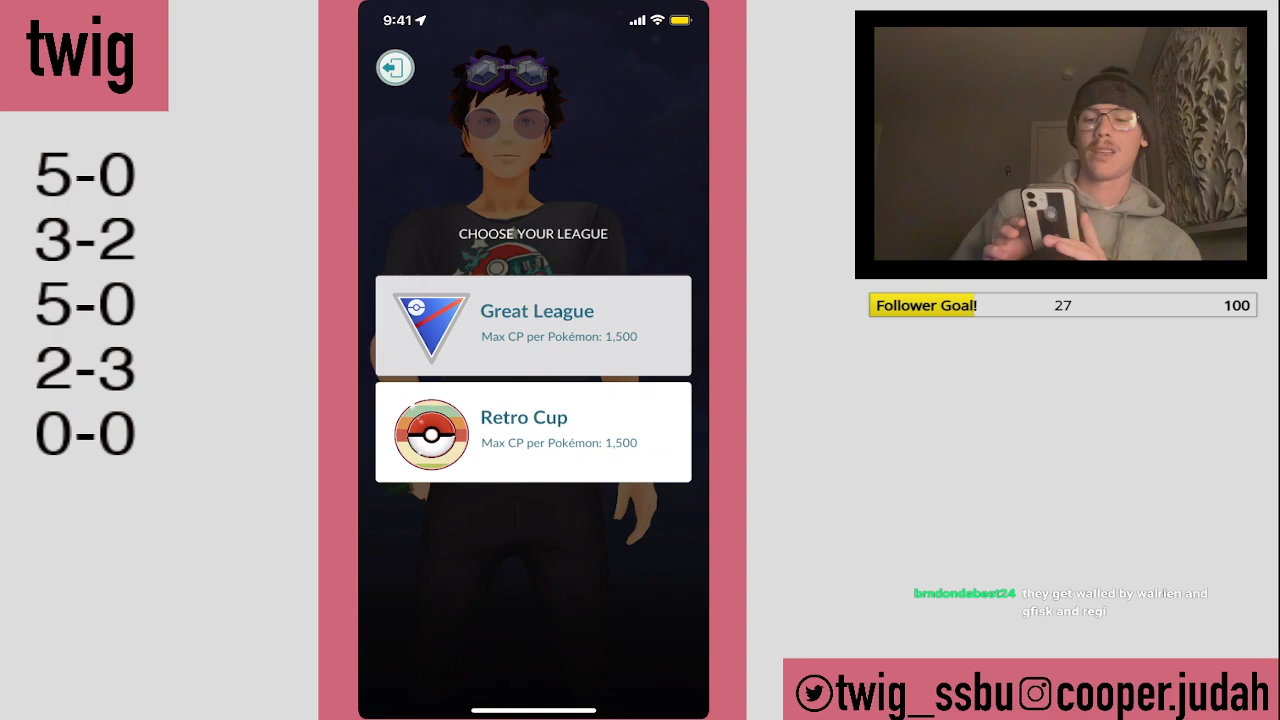 twig
5-0
3-2
5-0
2-3
0-0
9:41
CHOOSE YOUR LEAGUE
Great League
Max CP per Pokémon: 1,500
Retro Cup
Max CP per Pokémon: 1,500
Follower Goal! 27 100
brndondabest24 they get walled by walrien and
gfisk and regi
twig_ssbu cooper.judah